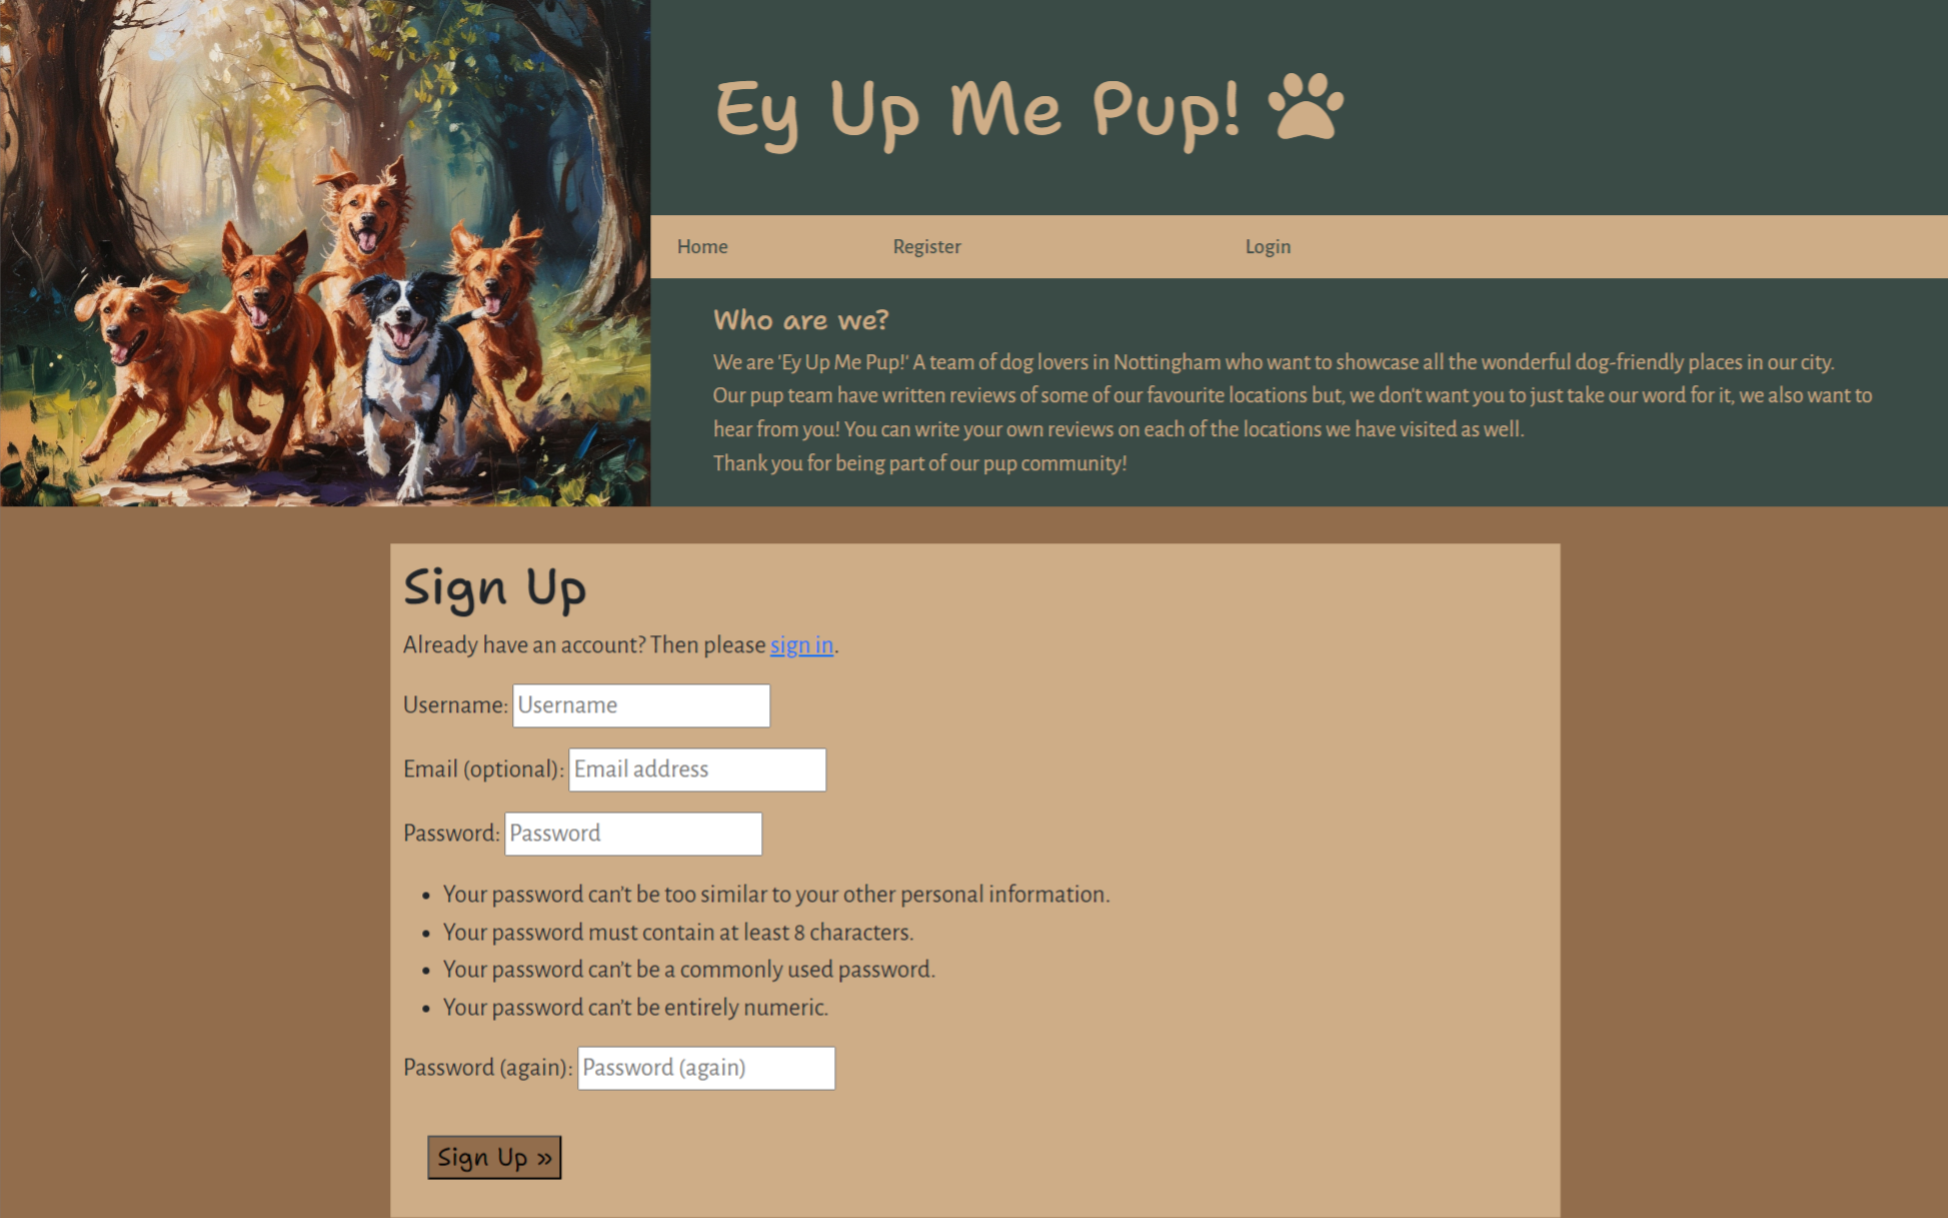 Ey Up Me Pup!
Home Register Login
Who are we?
We are 'Ey Up Me Pup!' A team of dog lovers in Nottingham who want to showcase all the wonderful dog-friendly places in our city.
Our pup team have written reviews of some of our favourite locations but, we don't want you to just take our word for it, we also want to
hear from you! You can write your own reviews on each of the locations we have visited as well.
Thank you for being part of our pup community!
Sign Up
Already have an account? Then please sign in.
Username: Username
Email (optional): Email address
Password: Password
• Your password can't be too similar to your other personal information.
• Your password must contain at least 8 characters.
• Your password can't be a commonly used password.
• Your password can't be entirely numeric.
Password (again): Password (again)
Sign Up »